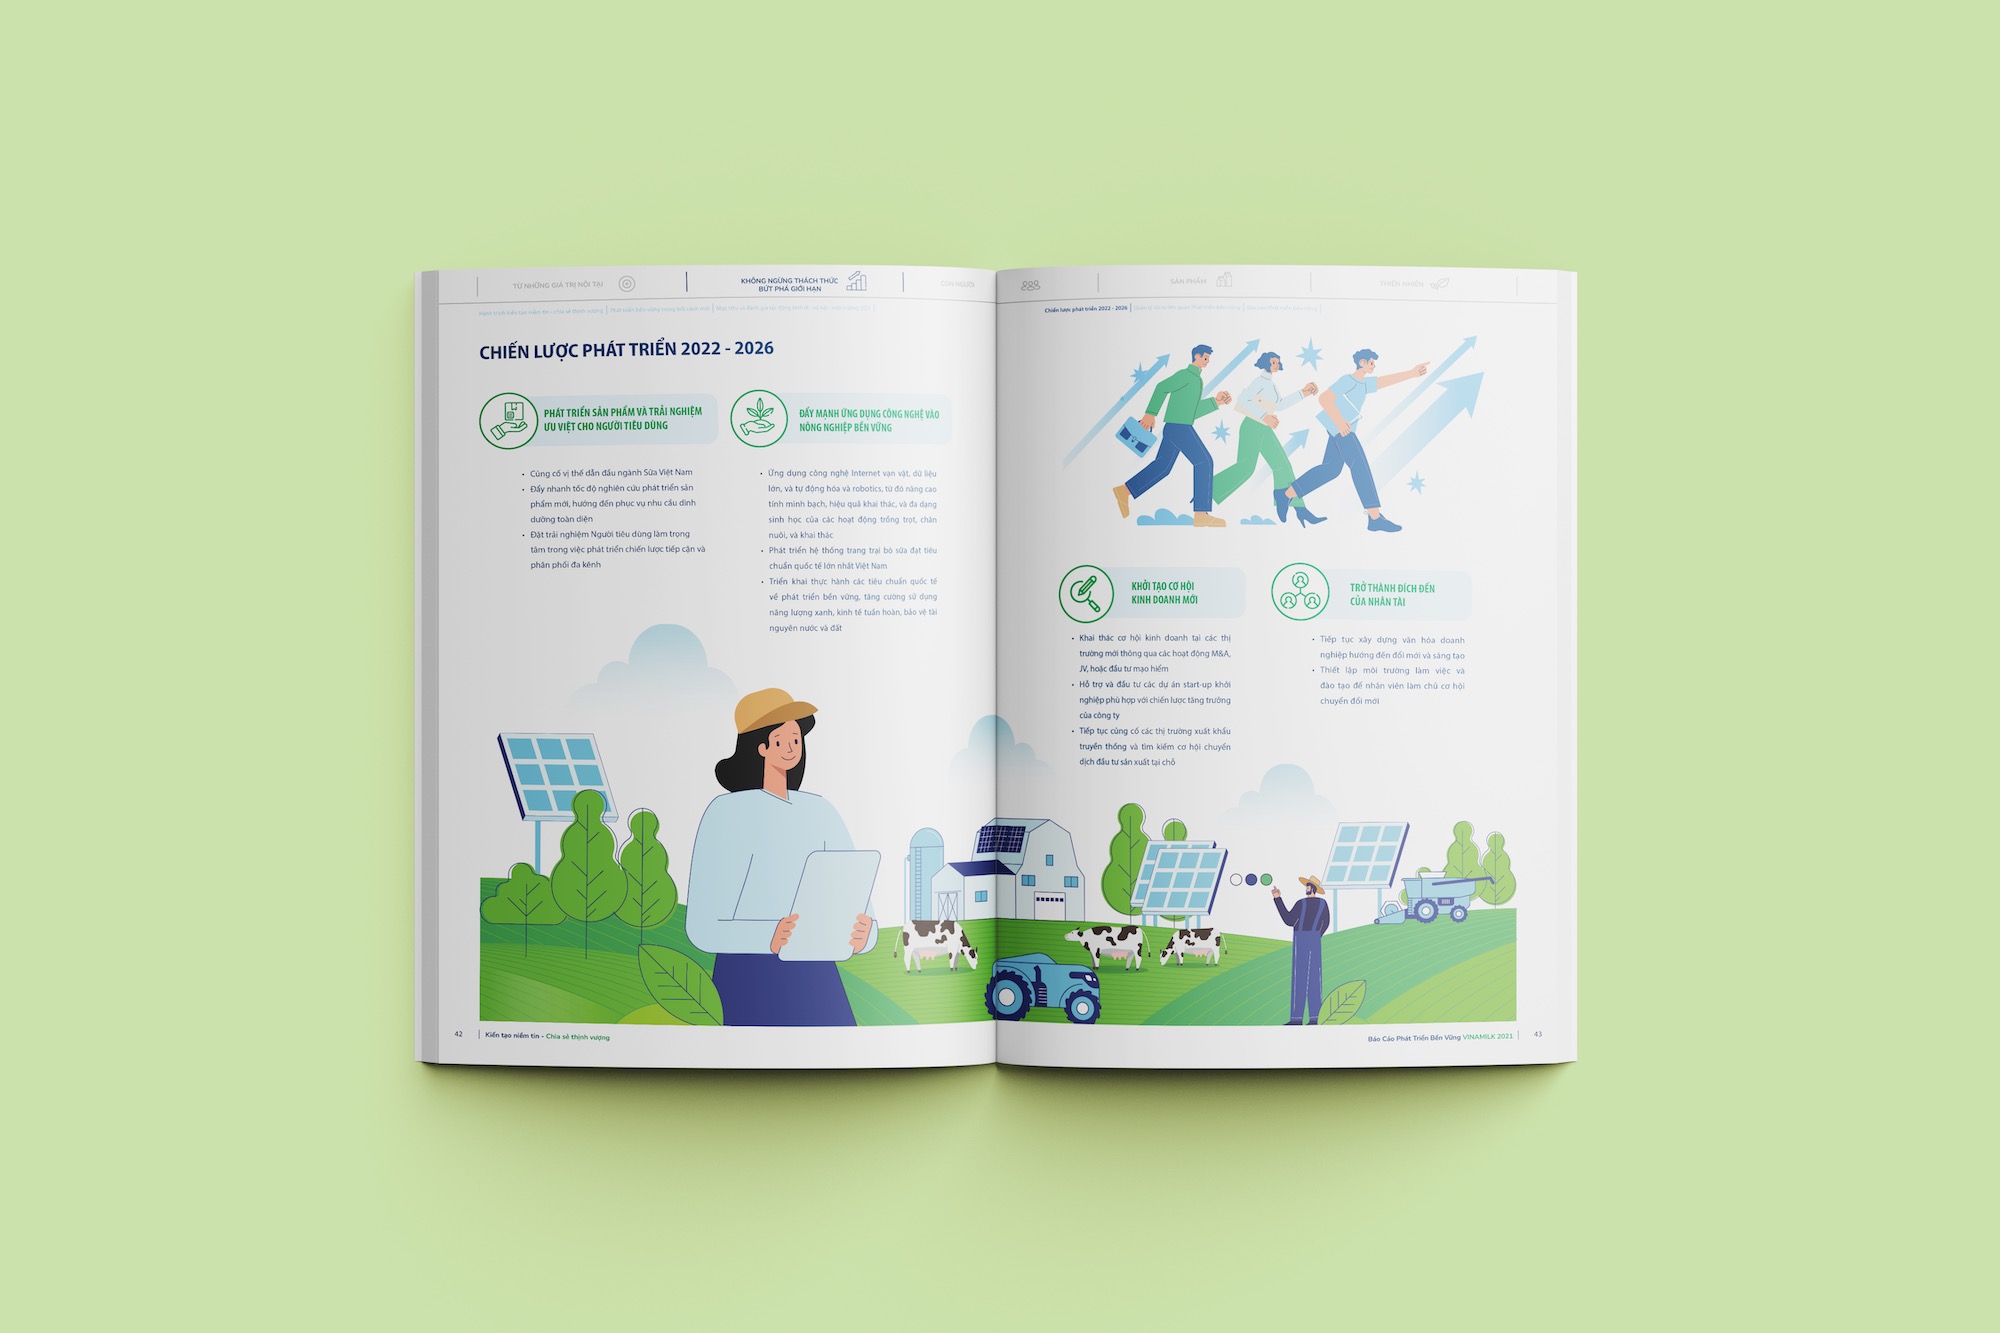 TỪ NHỮNG GIÁ TRỊ NỘI TẠI
KHÔNG NGỪNG THÁCH THỨC
BỨT PHÁ GIỚI HẠN
CON NGƯỜI
Hành trình kiến tạo niềm tin - chia sẻ thịnh vượng
CHIẾN LƯỢC PHÁT TRIỂN 2022 - 2026
PHÁT TRIỂN SẢN PHẨM VÀ TRẢI NGHIỆM
ƯU VIỆT CHO NGƯỜI TIÊU DÙNG
• Củng cố vị thế dẫn đầu ngành Sữa Việt Nam
• Đẩy nhanh tốc độ nghiên cứu phát triển sản
phẩm mới, hướng đến phục vụ nhu cầu dinh
dưỡng toàn diện
• Đặt trải nghiệm Người tiêu dùng làm trọng
tâm trong việc phát triển chiến lược tiếp cận và
phân phối đa kênh
ĐẨY MẠNH ỨNG DỤNG CÔNG NGHỆ VÀO
NÔNG NGHIỆP BỀN VỮNG
• Ứng dụng công nghệ Internet vạn vật, dữ liệu
lớn, và tự động hóa và robotics, từ đó nâng cao
tính minh bạch, hiệu quả khai thác, và đa dạng
sinh học của các hoạt động trồng trọt, chăn
nuôi, và khai thác
• Phát triển hệ thống trang trại bò sữa đạt tiêu
chuẩn quốc tế lớn nhất Việt Nam
• Triển khai thực hành các tiêu chuẩn quốc tế
về phát triển bền vững, tăng cường sử dụng
năng lượng xanh, kinh tế tuần hoàn, bảo vệ tài
nguyên nước và đất
42 | Kiến tạo niềm tin - Chia sẻ thịnh vượng
SẢN PHẨM
THIÊN NHIÊN
Chiến lược phát triển 2022 - 2026
KHỞI TẠO CƠ HỘI
KINH DOANH MỚI
• Khai thác cơ hội kinh doanh tại các thị
trường mới thông qua các hoạt động M&A,
JV, hoặc đầu tư mạo hiểm
• Hỗ trợ và đầu tư các dự án start-up khởi
nghiệp phù hợp với chiến lược tăng trưởng
của công ty
• Tiếp tục củng cố các thị trường xuất khẩu
truyền thống và tìm kiếm cơ hội chuyển
dịch đầu tư sản xuất tại chỗ
TRỞ THÀNH ĐÍCH ĐẾN
CỦA NHÂN TÀI
• Tiếp tục xây dựng văn hóa doanh
nghiệp hướng đến đổi mới và sáng tạo
• Thiết lập môi trường làm việc và
đào tạo để nhân viên làm chủ cơ hội
chuyển đổi mới
Báo Cáo Phát Triển Bền Vững VINAMILK 2021 | 43